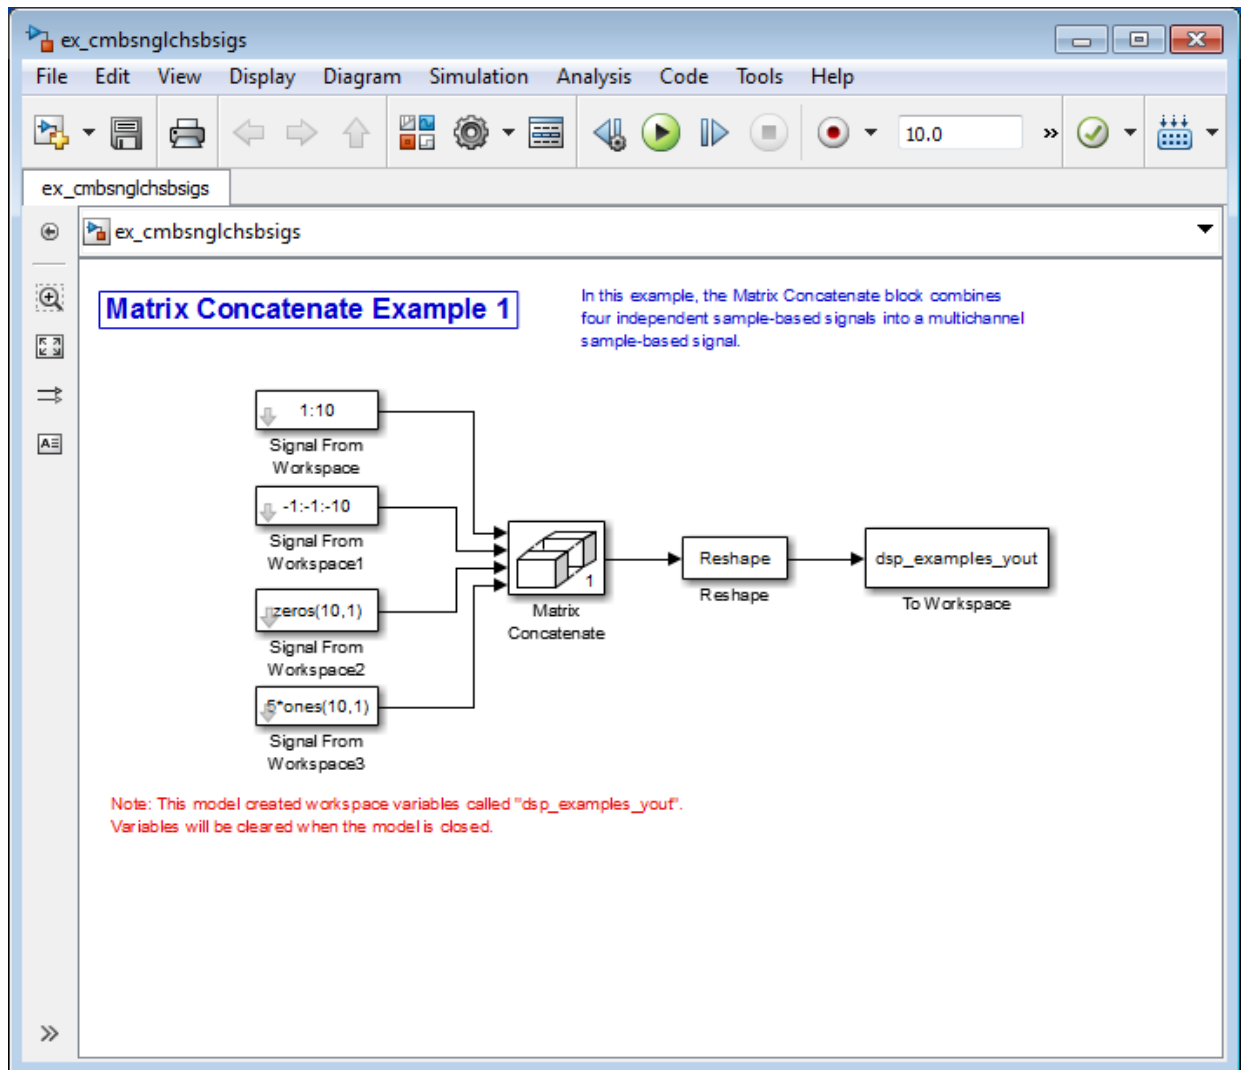 ex_cmbsnglchsbsigs
File Edit View Display Diagram Simulation Analysis Code Tools Help
10.0
ex_cmbsnglchsbsigs
ex_cmbsnglchsbsigs
Matrix Concatenate Example 1
In this example, the Matrix Concatenate block combines
four independent sample-based signals into a multichannel
sample-based signal.
1:10
Signal From
Workspace
-1:-1:-10
Signal From
Workspace1
zeros(10,1)
Signal From
Workspace2
5*ones(10,1)
Signal From
Workspace3
1
Matrix
Concatenate
Reshape
Reshape
dsp_examples_yout
To Workspace
Note: This model created workspace variables called "dsp_examples_yout".
Variables will be cleared when the model is closed.